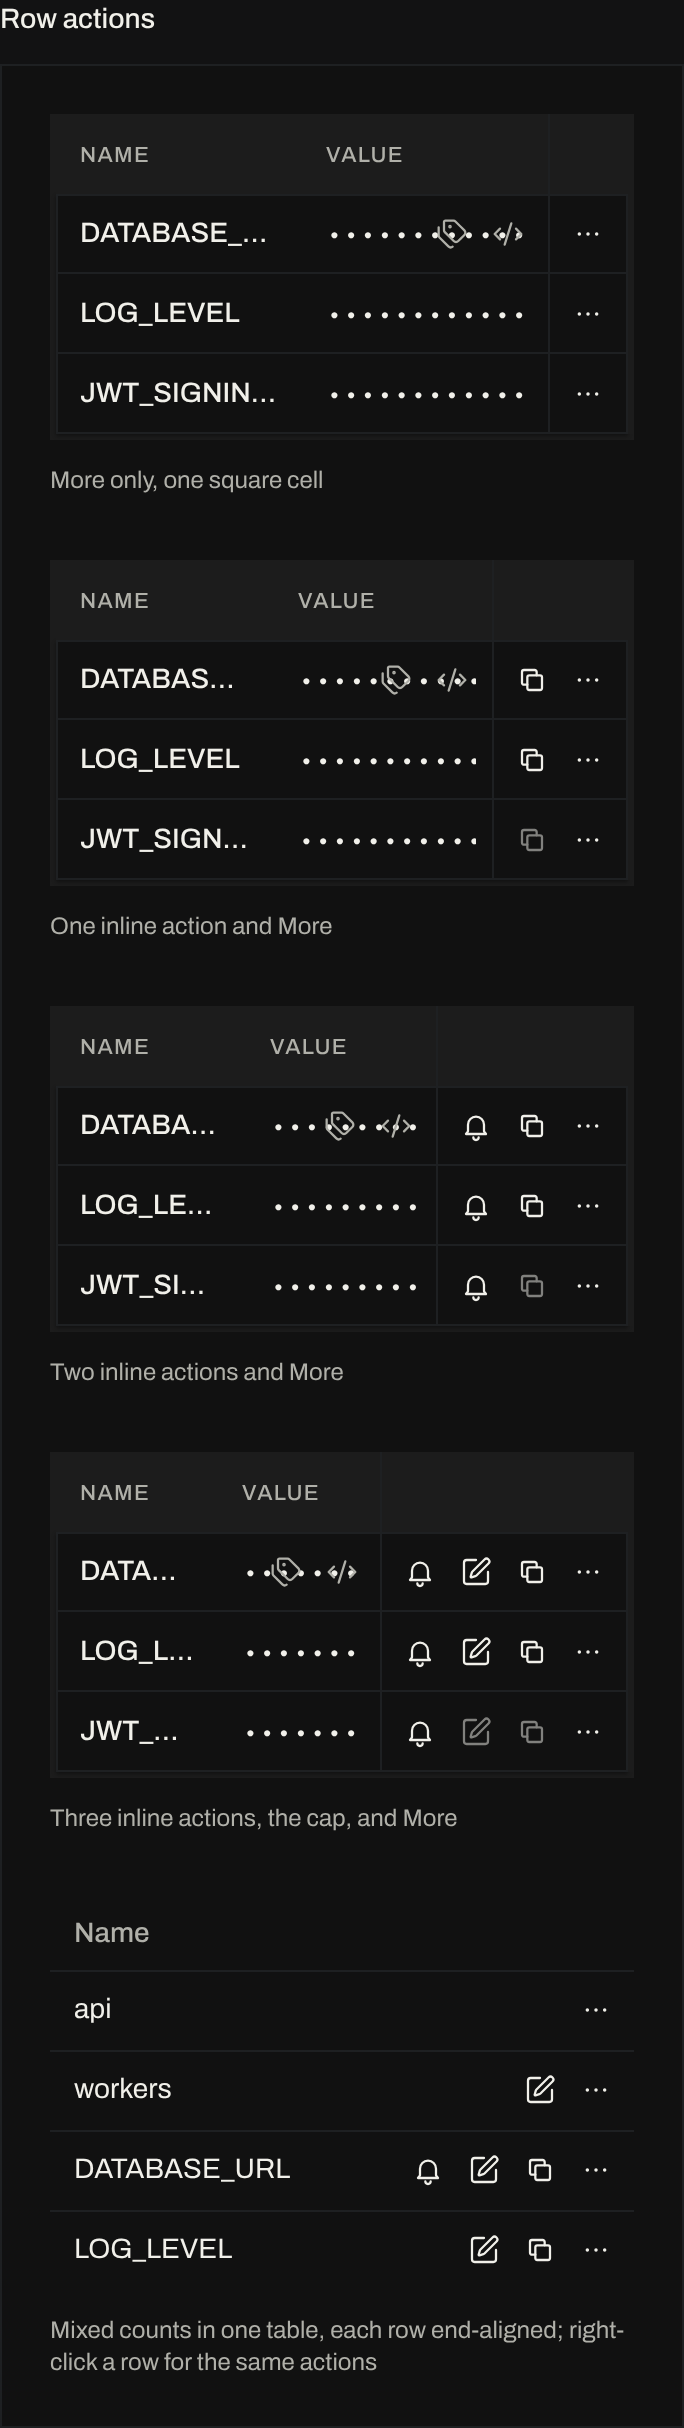 Row actions
NAME VALUE
DATABASE_... ............ ...
LOG_LEVEL ............ ...
JWT_SIGNIN... ............ ...
More only, one square cell
NAME VALUE
DATABAS... ........... ...
LOG_LEVEL ........... ...
JWT_SIGN... ........... ...
One inline action and More
NAME VALUE
DATABA... ......... ...
LOG_LE... ......... ...
JWT_SI... ......... ...
Two inline actions and More
NAME VALUE
DATA... ....... ...
LOG_L... ....... ...
JWT_... ....... ...
Three inline actions, the cap, and More
Name
api ...
workers ...
DATABASE_URL ...
LOG_LEVEL ...
Mixed counts in one table, each row end-aligned; right-
click a row for the same actions